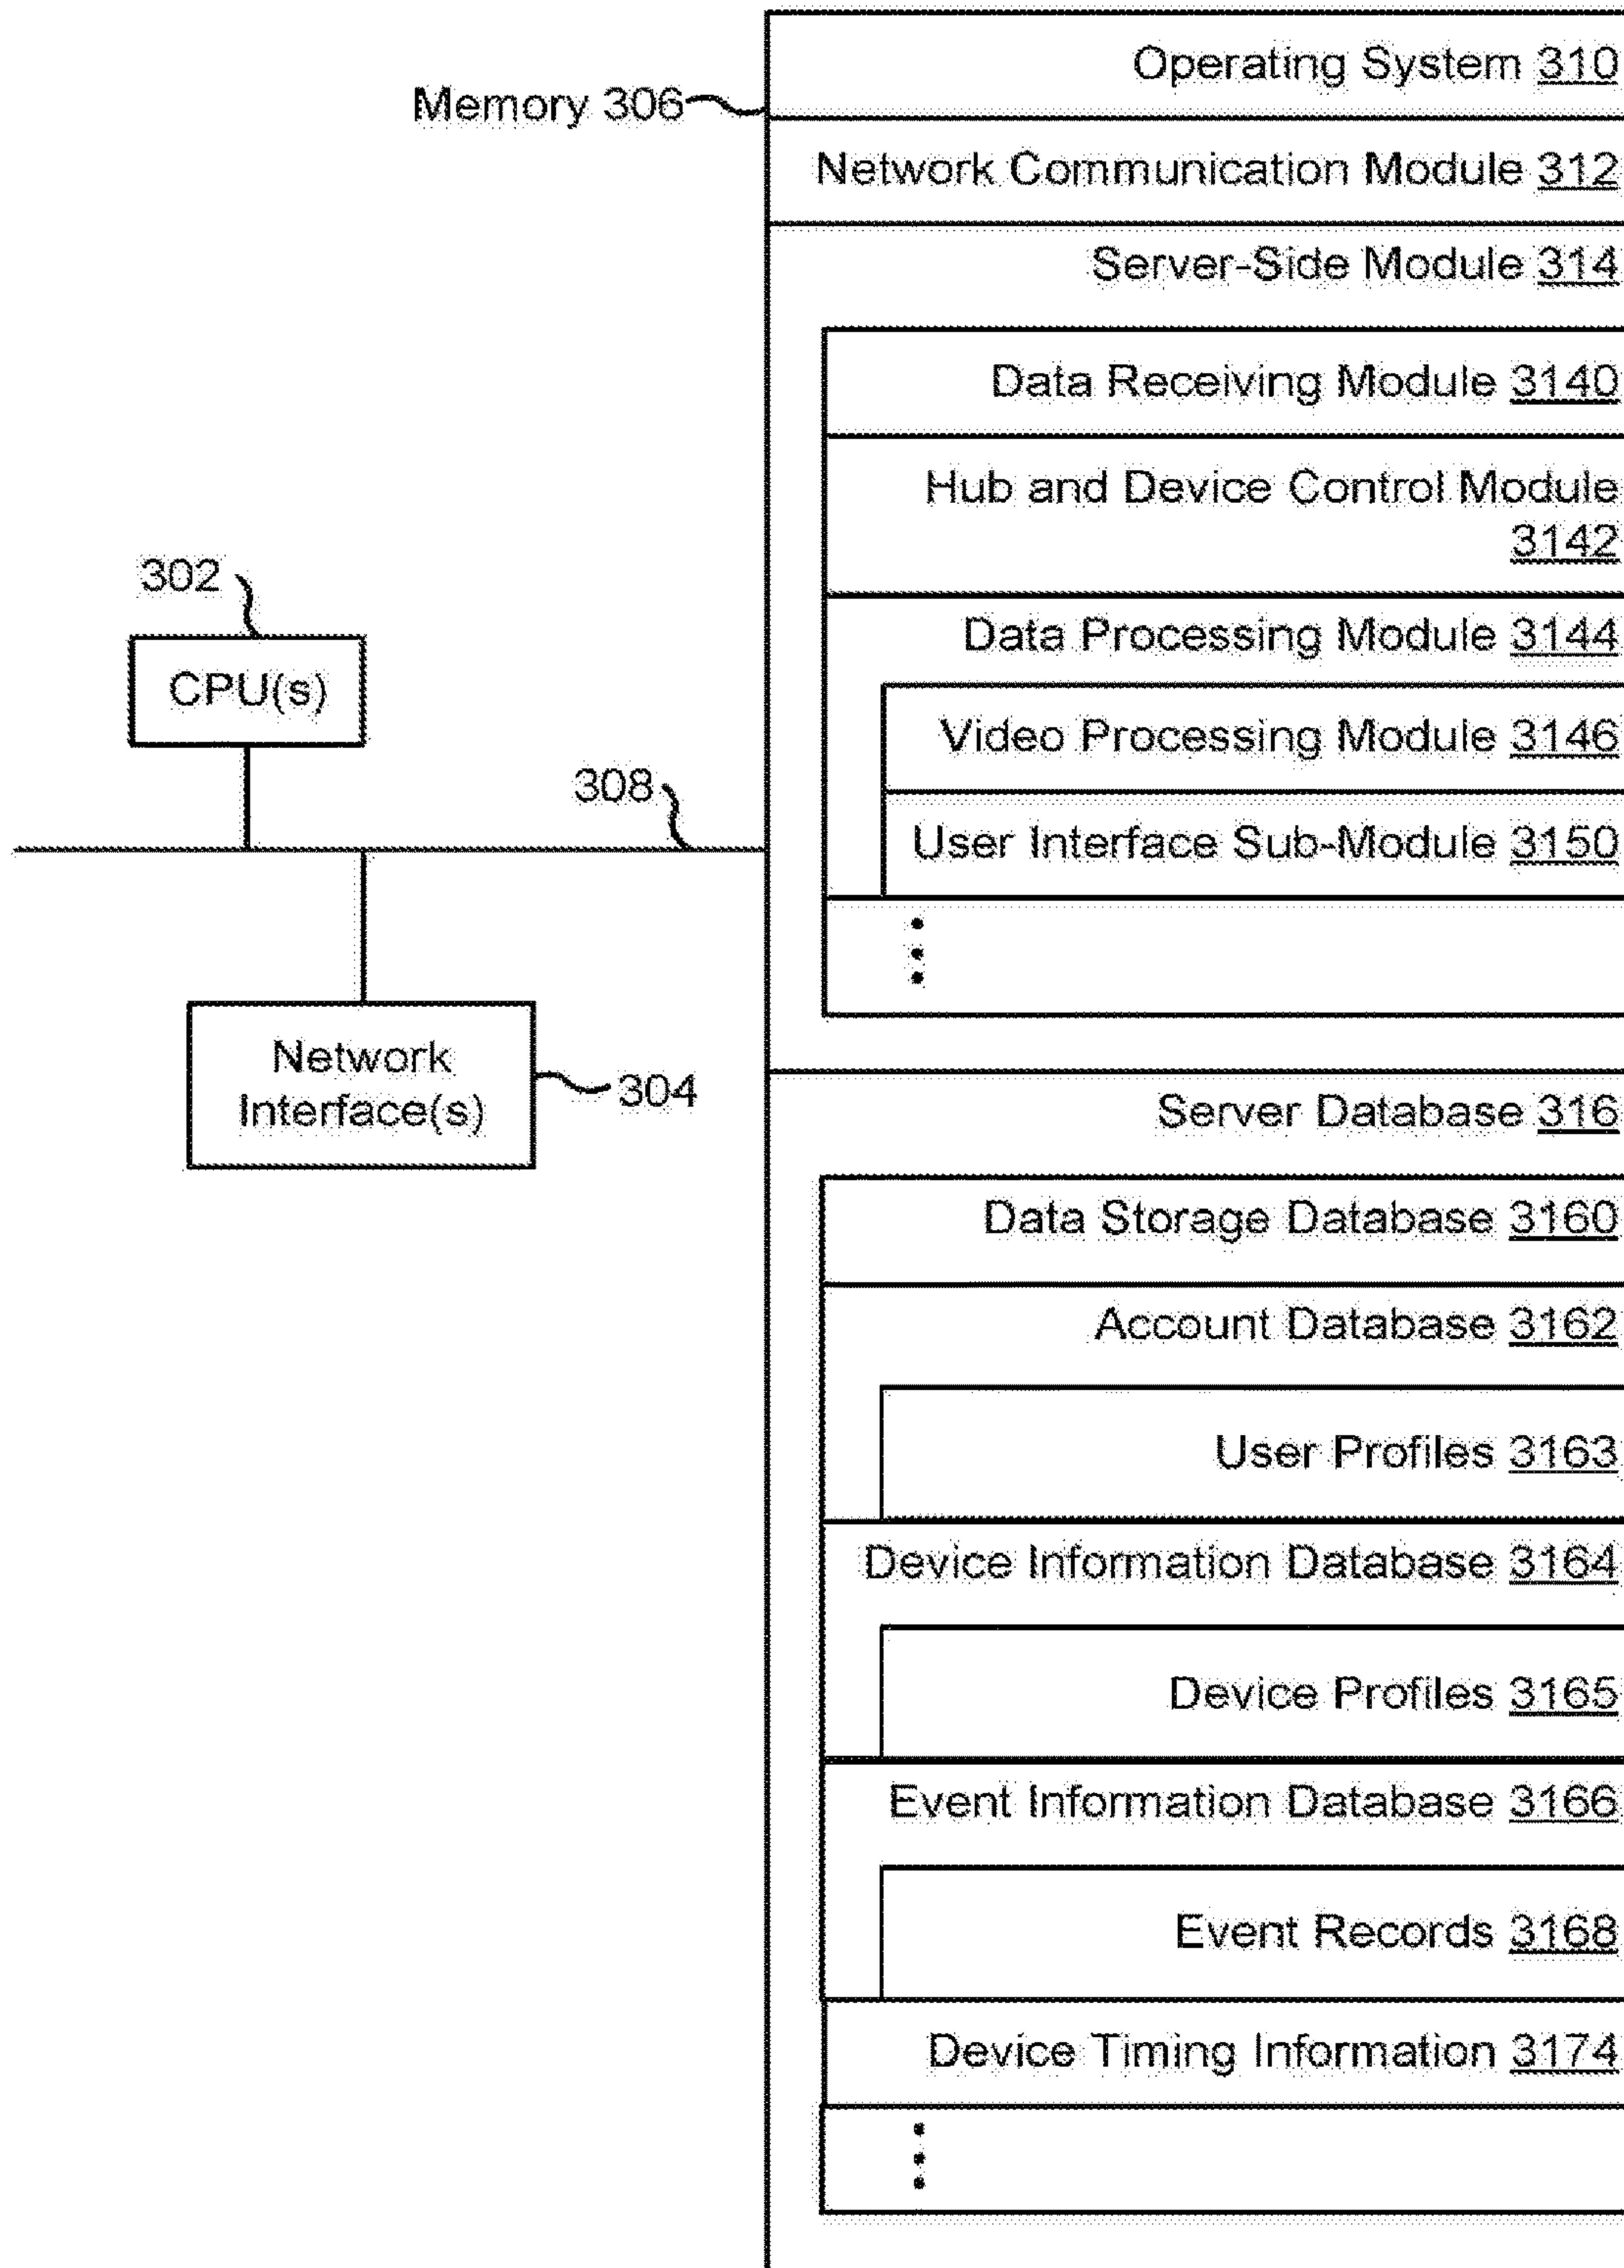 Operating System 310
Memory 306
Network Communication Module 312
Server-Side Module 314
Data Receiving Module 3140
Hub and Device Control Module
3142
302
CPU(s)
Data Processing Module 3144
Video Processing Module 3146
308
User Interface Sub-Module 3150
Network
Interface(s)
304
Server Database 316
Data Storage Database 3160
Account Database 3162
User Profiles 3163
Device Information Database 3164
Device Profiles 3165
Event Information Database 3166
Event Records 3168
Device Timing Information 3174